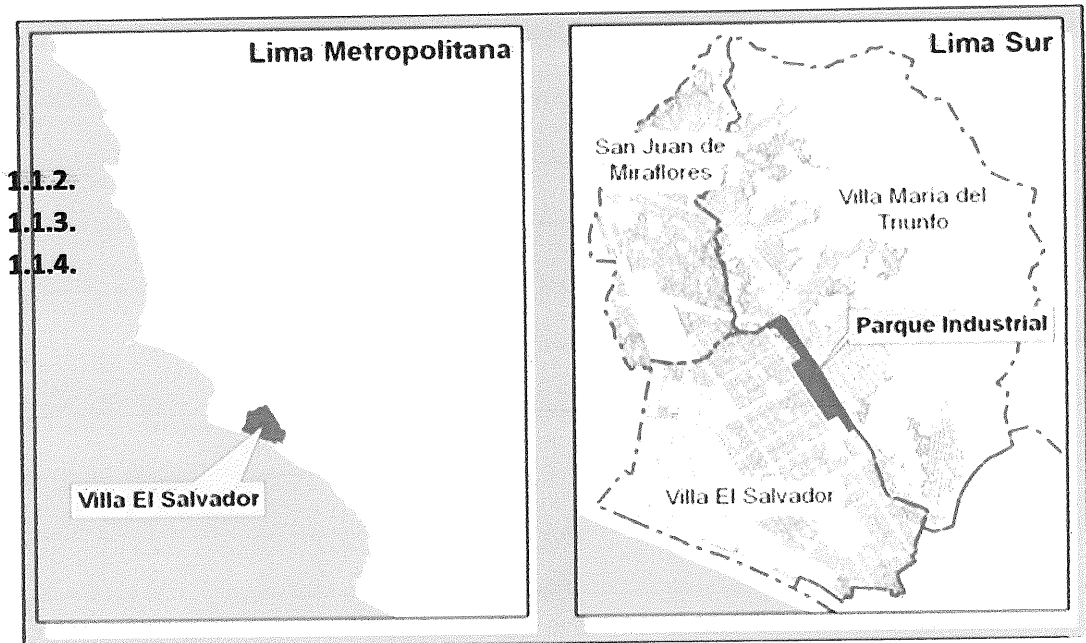 Lima Metropolitana
1.1.2.
1.1.3.
1.1.4.
Villa El Salvador
Lima Sur
San Juan de
Miraflores
Villa Maria del
Triunfo
Parque Industrial
Villa El Salvador